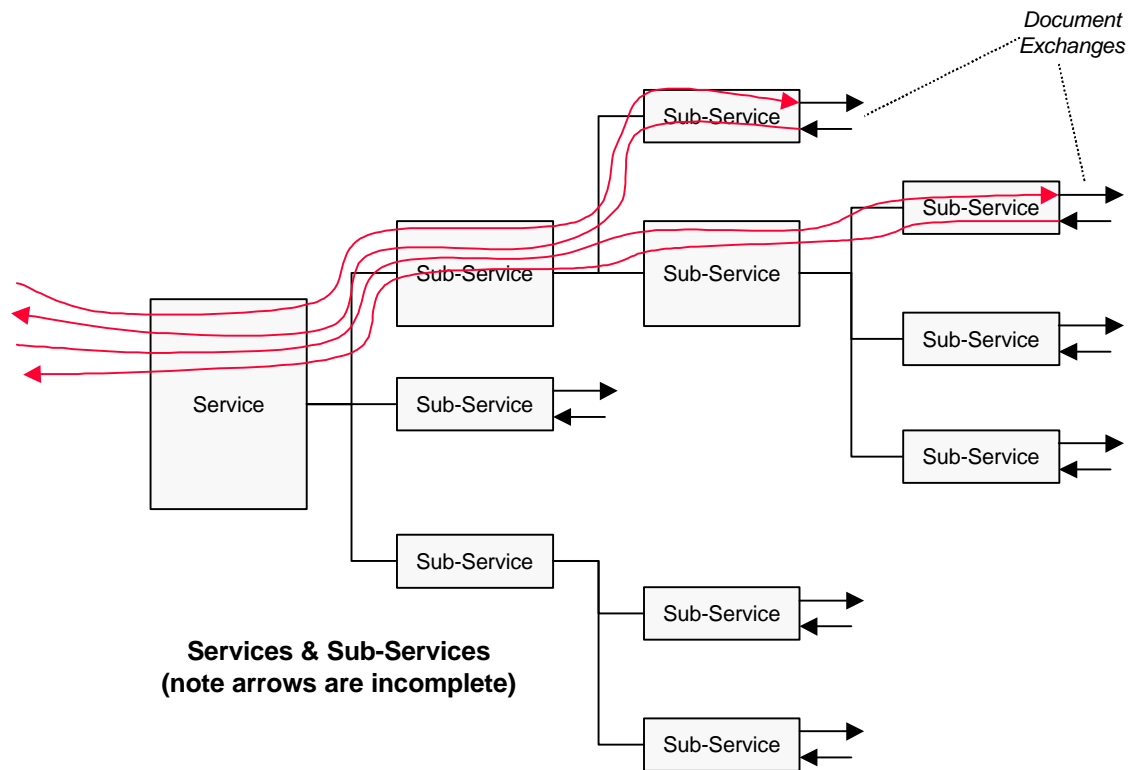 Document
Exchanges
Sub-Service
Sub-Service
Sub-Service
Sub-Service
Sub-Service
Service
Sub-Service
Sub-Service
Sub-Service
Sub-Service
Services & Sub-Services
(note arrows are incomplete)
Sub-Service